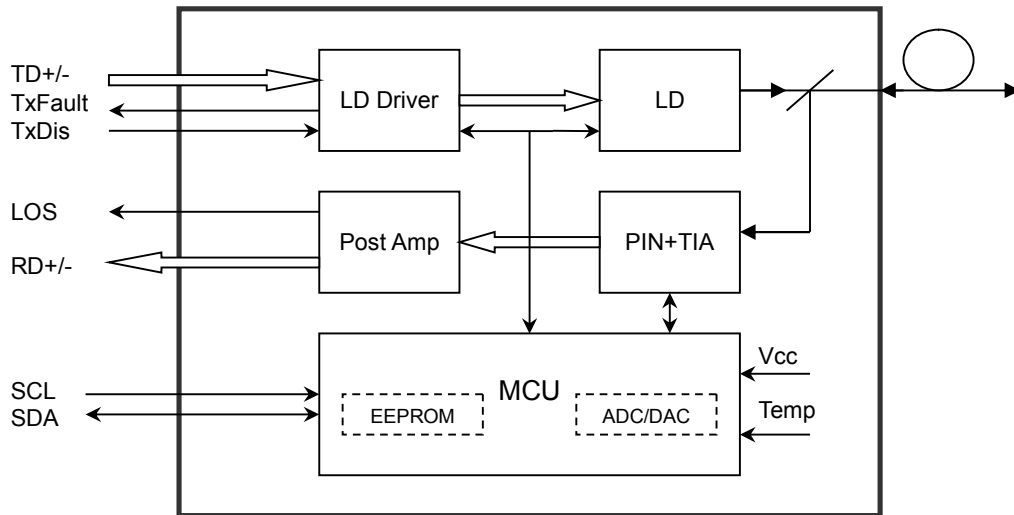 TD+/-
TxFault
TxDis
LD Driver
LD
LOS
RD+/-
Post Amp
PIN+TIA
SCL
SDA
MCU
EEPROM
ADC/DAC
Vcc
Temp